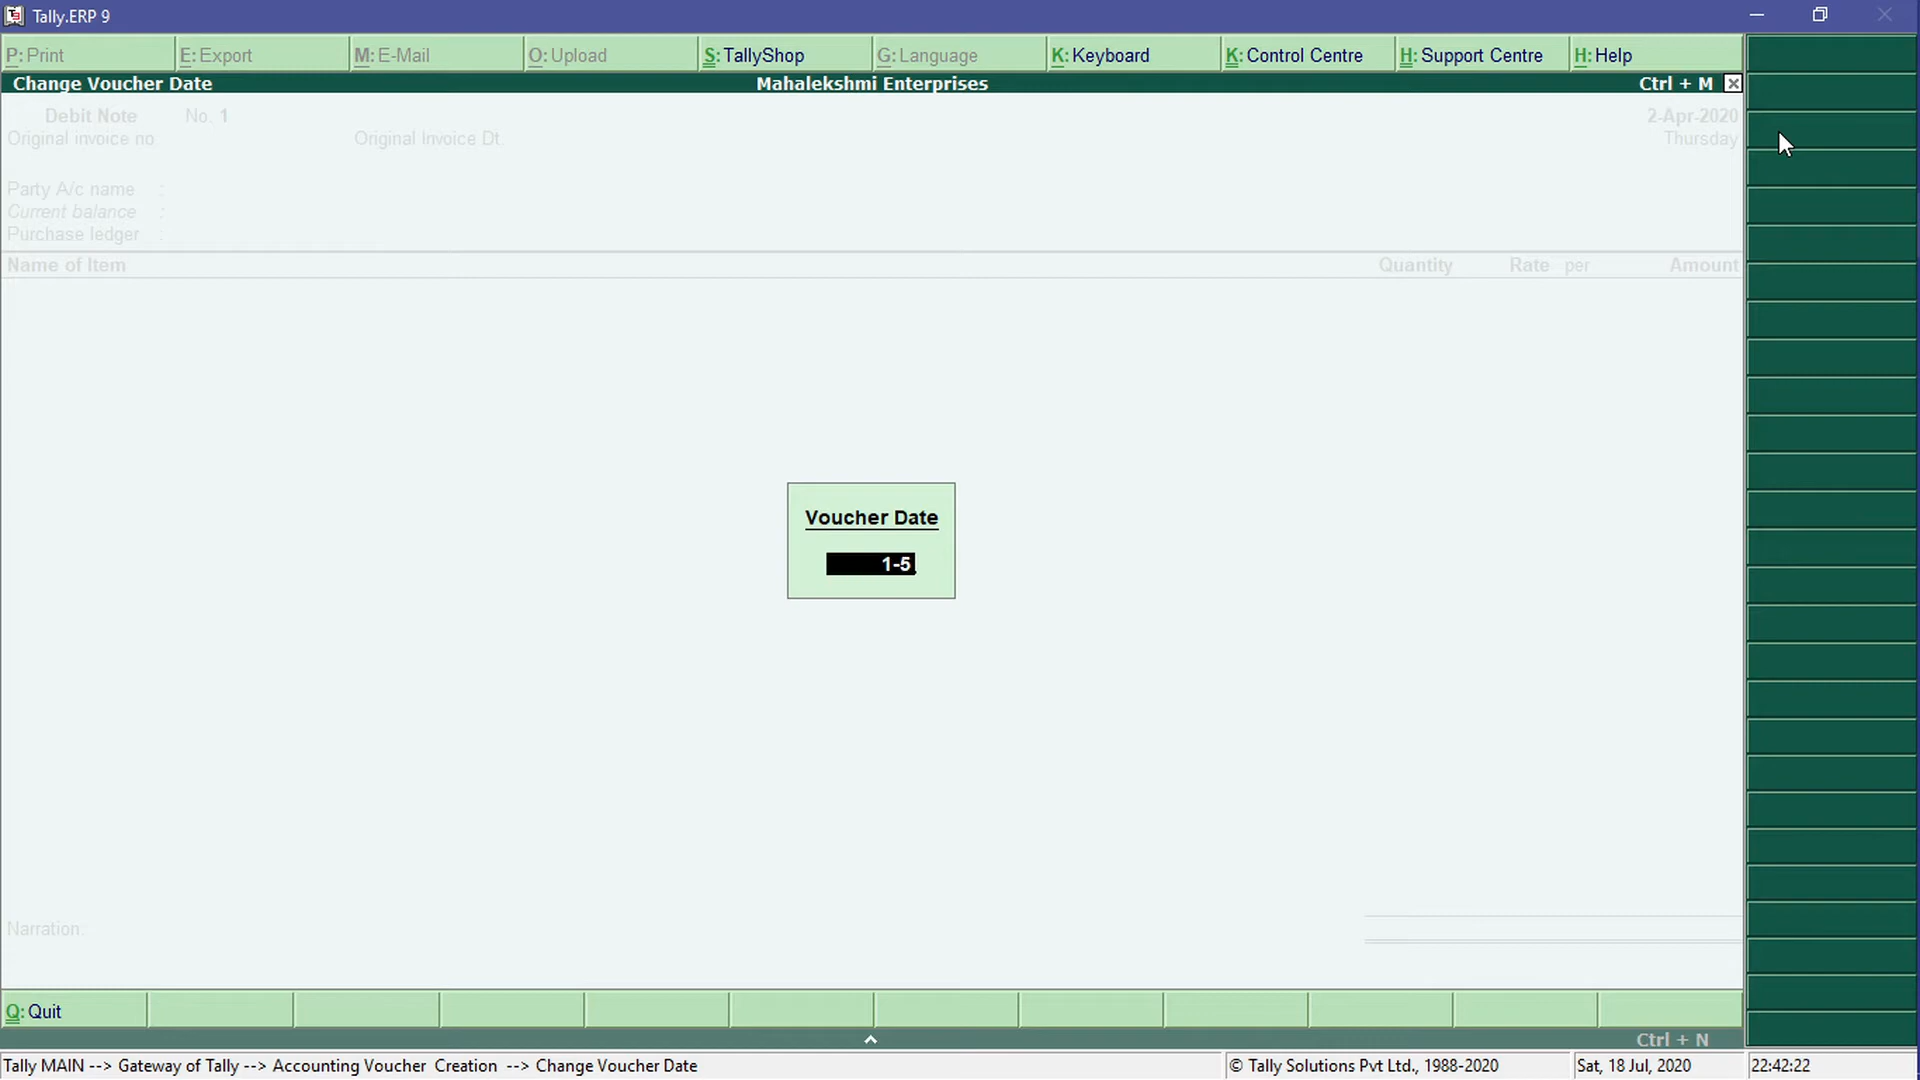 Tally.ERP 9
P: Print E: Export M: E-Mail O: Upload S: TallyShop G: Language K: Keyboard K: Control Centre H: Support Centre H: Help
Change Voucher Date Mahalekshmi Enterprises Ctrl + M
Debit Note No. 1 2-Apr-2020
Original invoice no. Original Invoice Dt. Thursday
Party A/c name :
Current balance :
Purchase ledger :
Name of Item Quantity Rate per Amount
Voucher Date
1-5
Narration:
Q: Quit
Ctrl + N
Tally MAIN --> Gateway of Tally --> Accounting Voucher Creation --> Change Voucher Date © Tally Solutions Pvt Ltd., 1988-2020 Sat, 18 Jul, 2020 22:42:22